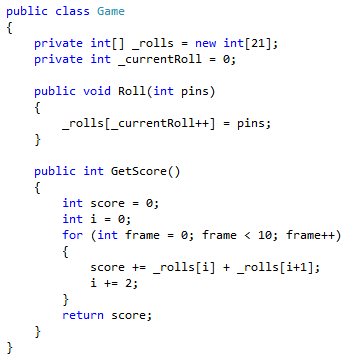 public class Game
{
    private int[] _rolls = new int[21];
    private int _currentRoll = 0;

    public void Roll(int pins)
    {
        _rolls[_currentRoll++] = pins;
    }

    public int GetScore()
    {
        int score = 0;
        int i = 0;
        for (int frame = 0; frame < 10; frame++)
        {
            score += _rolls[i] + _rolls[i+1];
            i += 2;
        }
        return score;
    }
}